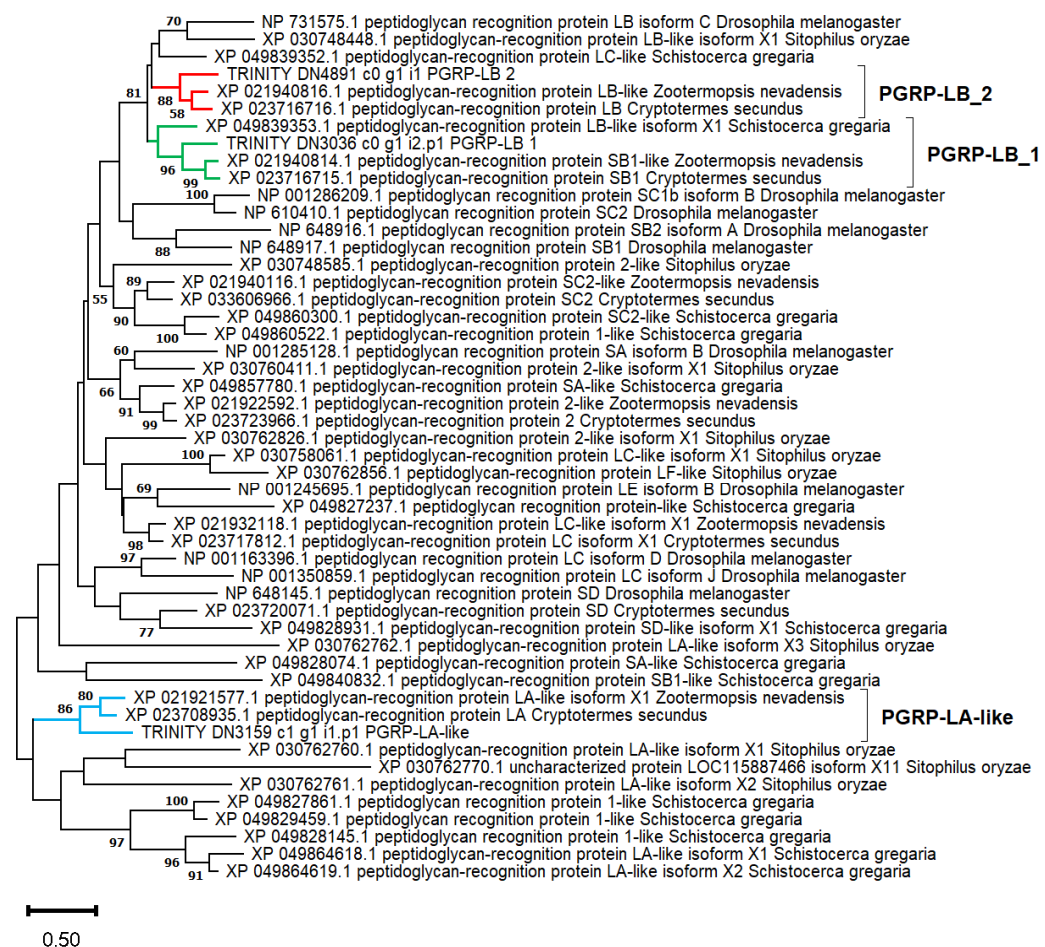 70
NP 731575.1 peptidoglycan recognition protein LB isoform C Drosophila melanogaster
XP 030748448.1 peptidoglycan-recognition protein LB-like isoform X1 Sitophilus oryzae
XP 049839352.1 peptidoglycan-recognition protein LC-like Schistocerca gregaria
TRINITY DN4891 c0 g1 i1 PGRP-LB 2
81
XP 021940816.1 peptidoglycan-recognition protein LB-like Zootermopsis nevadensis
PGRP-LB_2
88
58
XP 023716716.1 peptidoglycan-recognition protein LB Cryptotermes secundus
XP 049839353.1 peptidoglycan-recognition protein LB-like isoform X1 Schistocerca gregaria
TRINITY DN3036 c0 g1 i2.p1 PGRP-LB 1
PGRP-LB_1
XP 021940814.1 peptidoglycan-recognition protein SB1-like Zootermopsis nevadensis
96
99
XP 023716715.1 peptidoglycan-recognition protein SB1 Cryptotermes secundus
100
NP 001286209.1 peptidoglycan recognition protein SC1b isoform B Drosophila melanogaster
NP 610410.1 peptidoglycan recognition protein SC2 Drosophila melanogaster
NP 648916.1 peptidoglycan recognition protein SB2 isoform A Drosophila melanogaster
88
NP 648917.1 peptidoglycan recognition protein SB1 Drosophila melanogaster
XP 030748585.1 peptidoglycan-recognition protein 2-like Sitophilus oryzae
89
XP 021940116.1 peptidoglycan-recognition protein SC2-like Zootermopsis nevadensis
55
XP 033606966.1 peptidoglycan-recognition protein SC2 Cryptotermes secundus
90
XP 049860300.1 peptidoglycan-recognition protein SC2-like Schistocerca gregaria
100
XP 049860522.1 peptidoglycan-recognition protein 1-like Schistocerca gregaria
60
NP 001285128.1 peptidoglycan recognition protein SA isoform B Drosophila melanogaster
XP 030760411.1 peptidoglycan-recognition protein 2-like isoform X1 Sitophilus oryzae
66
XP 049857780.1 peptidoglycan-recognition protein SA-like Schistocerca gregaria
91
XP 021922592.1 peptidoglycan-recognition protein 2-like Zootermopsis nevadensis
99
XP 023723966.1 peptidoglycan-recognition protein 2 Cryptotermes secundus
XP 030762826.1 peptidoglycan-recognition protein 2-like isoform X1 Sitophilus oryzae
100
XP 030758061.1 peptidoglycan-recognition protein LC-like isoform X1 Sitophilus oryzae
XP 030762856.1 peptidoglycan-recognition protein LF-like Sitophilus oryzae
69
NP 001245695.1 peptidoglycan recognition protein LE isoform B Drosophila melanogaster
XP 049827237.1 peptidoglycan recognition protein-like Schistocerca gregaria
XP 021932118.1 peptidoglycan-recognition protein LC-like isoform X1 Zootermopsis nevadensis
98
XP 023717812.1 peptidoglycan-recognition protein LC isoform X1 Cryptotermes secundus
97
NP 001163396.1 peptidoglycan recognition protein LC isoform D Drosophila melanogaster
NP 001350859.1 peptidoglycan recognition protein LC isoform J Drosophila melanogaster
NP 648145.1 peptidoglycan recognition protein SD Drosophila melanogaster
XP 023720071.1 peptidoglycan-recognition protein SD Cryptotermes secundus
77
XP 049828931.1 peptidoglycan-recognition protein SD-like isoform X1 Schistocerca gregaria
XP 030762762.1 peptidoglycan-recognition protein LA-like isoform X3 Sitophilus oryzae
XP 049828074.1 peptidoglycan-recognition protein SA-like Schistocerca gregaria
XP 049840832.1 peptidoglycan-recognition protein SB1-like Schistocerca gregaria
80
XP 021921577.1 peptidoglycan-recognition protein LA-like isoform X1 Zootermopsis nevadensis
86
XP 023708935.1 peptidoglycan-recognition protein LA Cryptotermes secundus
PGRP-LA-like
TRINITY DN3159 c1 g1 i1.p1 PGRP-LA-like
XP 030762760.1 peptidoglycan-recognition protein LA-like isoform X1 Sitophilus oryzae
XP 030762770.1 uncharacterized protein LOC115887466 isoform X11 Sitophilus oryzae
XP 030762761.1 peptidoglycan-recognition protein LA-like isoform X2 Sitophilus oryzae
100
XP 049827861.1 peptidoglycan recognition protein 1-like Schistocerca gregaria
XP 049829459.1 peptidoglycan recognition protein 1-like Schistocerca gregaria
97
XP 049828145.1 peptidoglycan recognition protein 1-like Schistocerca gregaria
96
XP 049864618.1 peptidoglycan-recognition protein LA-like isoform X1 Schistocerca gregaria
91
XP 049864619.1 peptidoglycan-recognition protein LA-like isoform X2 Schistocerca gregaria
0.50